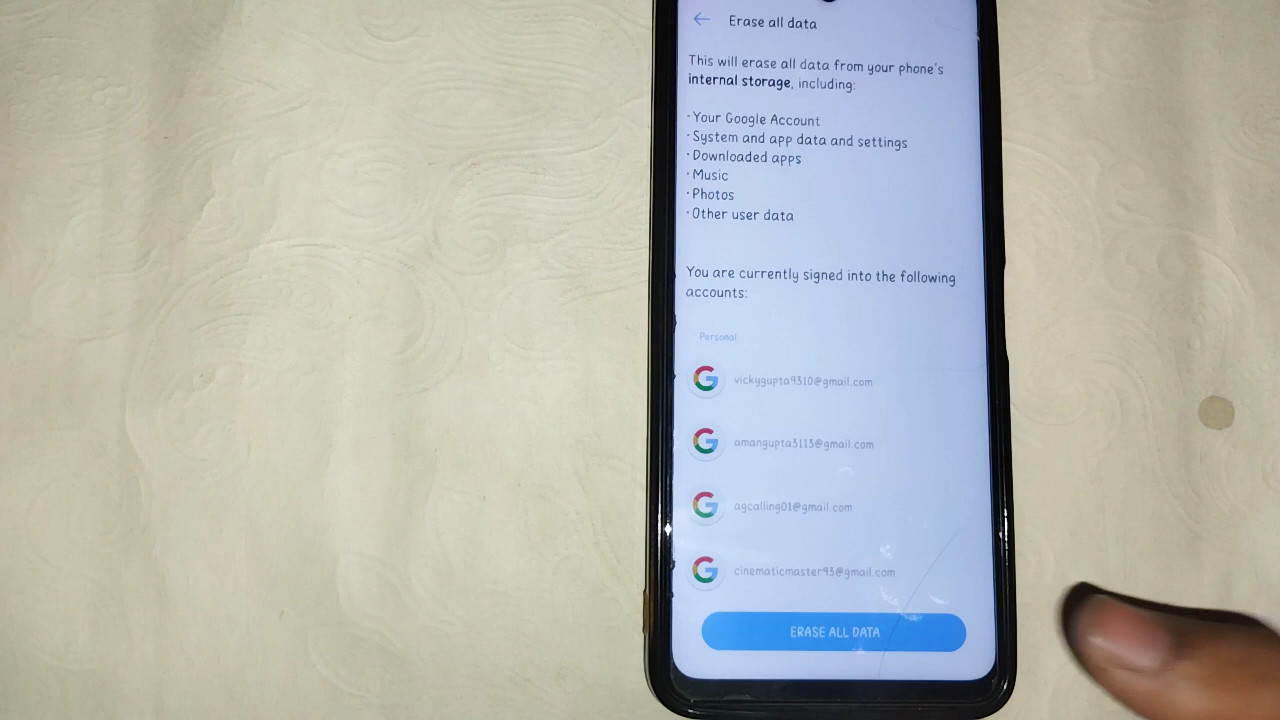 Erase all data
This will erase all data from your phone's
internal storage, including:
· Your Google Account
· System and app data and settings
· Downloaded apps
· Music
· Photos
· Other user data
You are currently signed into the following
accounts:
Personal
vickygupta9310@gmail.com
amangupta3113@gmail.com
agcalling01@gmail.com
cinematicmaster93@gmail.com
ERASE ALL DATA